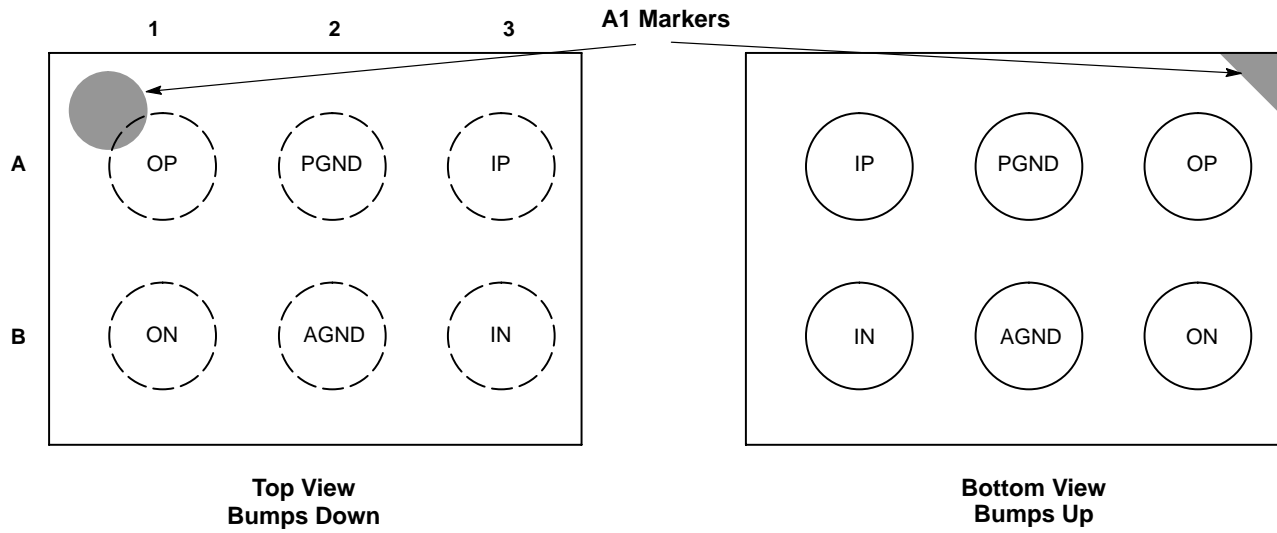 A1 Markers
1 2 3
A OP PGND IP
B ON AGND IN
Top View
Bumps Down
IP PGND OP
IN AGND ON
Bottom View
Bumps Up